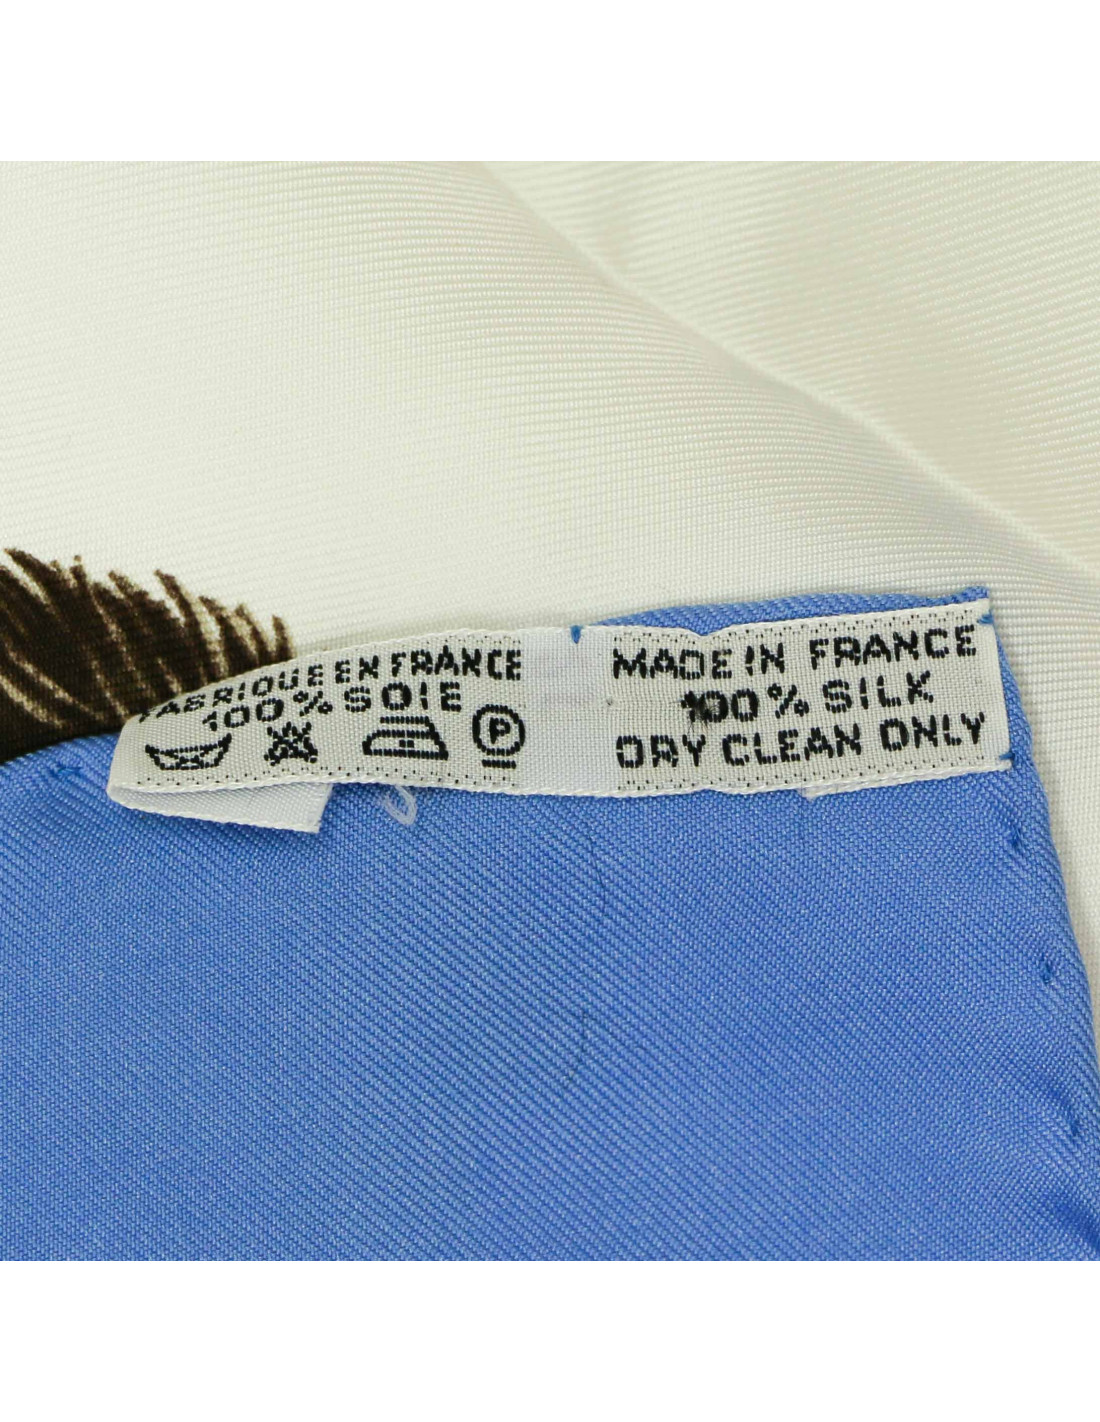 FABRIQUE EN FRANCE
100% SOIE
P
MADE IN FRANCE
100% SILK
DRY CLEAN ONLY